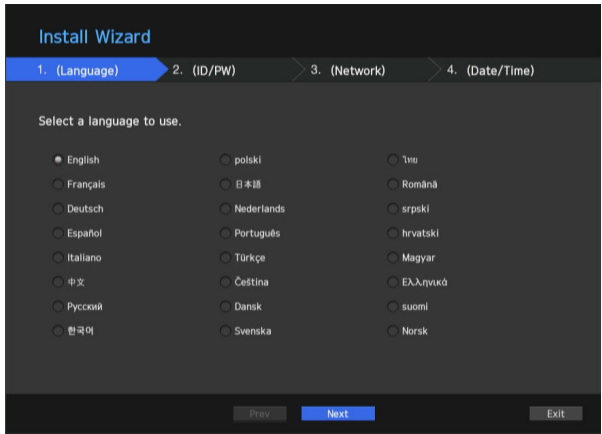 Install Wizard
1. (Language) 2. (ID/PW) 3. (Network) 4. (Date/Time)
Select a language to use.
English polski ไทย
Français 日本語 Română
Deutsch Nederlands srpski
Español Português hrvatski
Italiano Türkçe Magyar
中文 Čeština Ελληνικά
Русский Dansk suomi
한국어 Svenska Norsk
Prev Next Exit